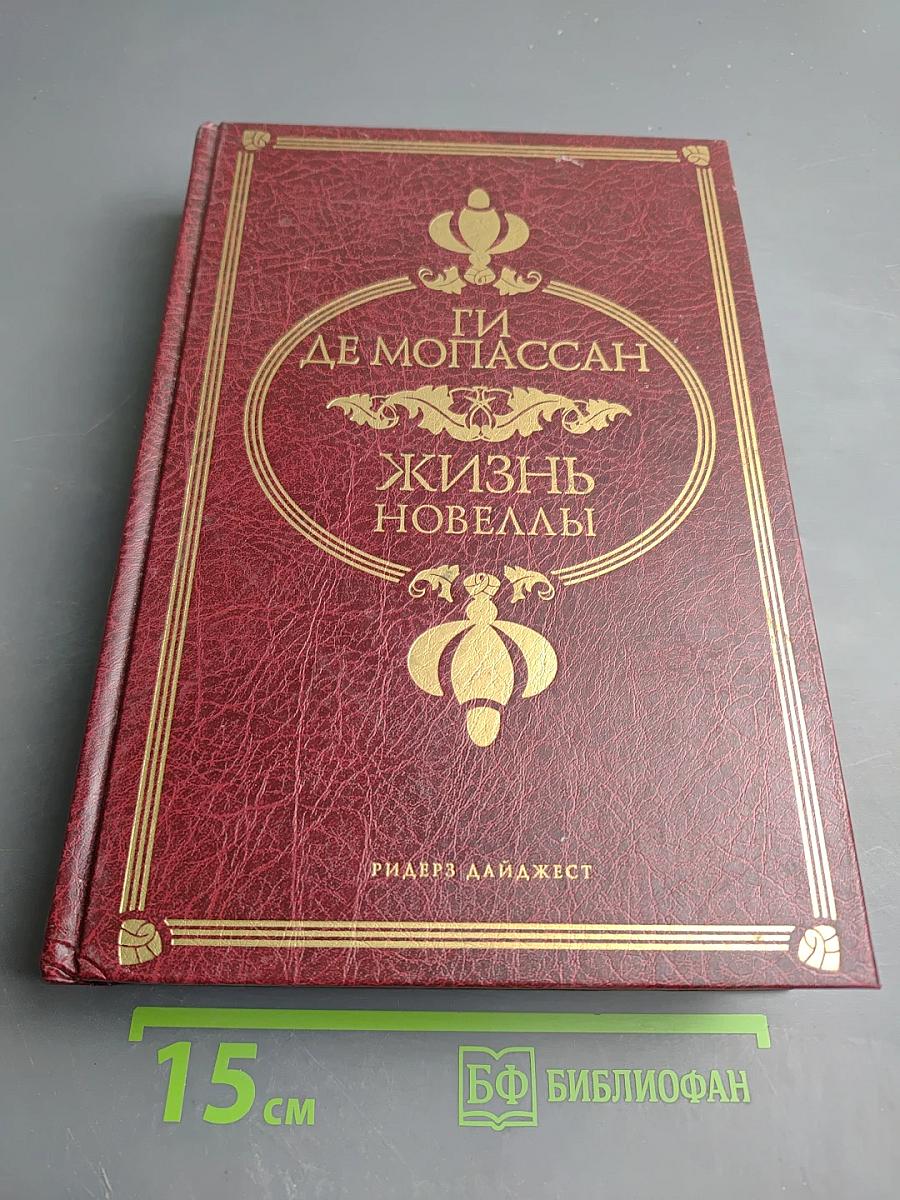 ГИ
ДЕ МОПАССАН
ЖИЗНЬ
НОВЕЛЛЫ
РИДЕРЗ ДАЙДЖЕСТ
15 см
БФ БИБЛИОФАН